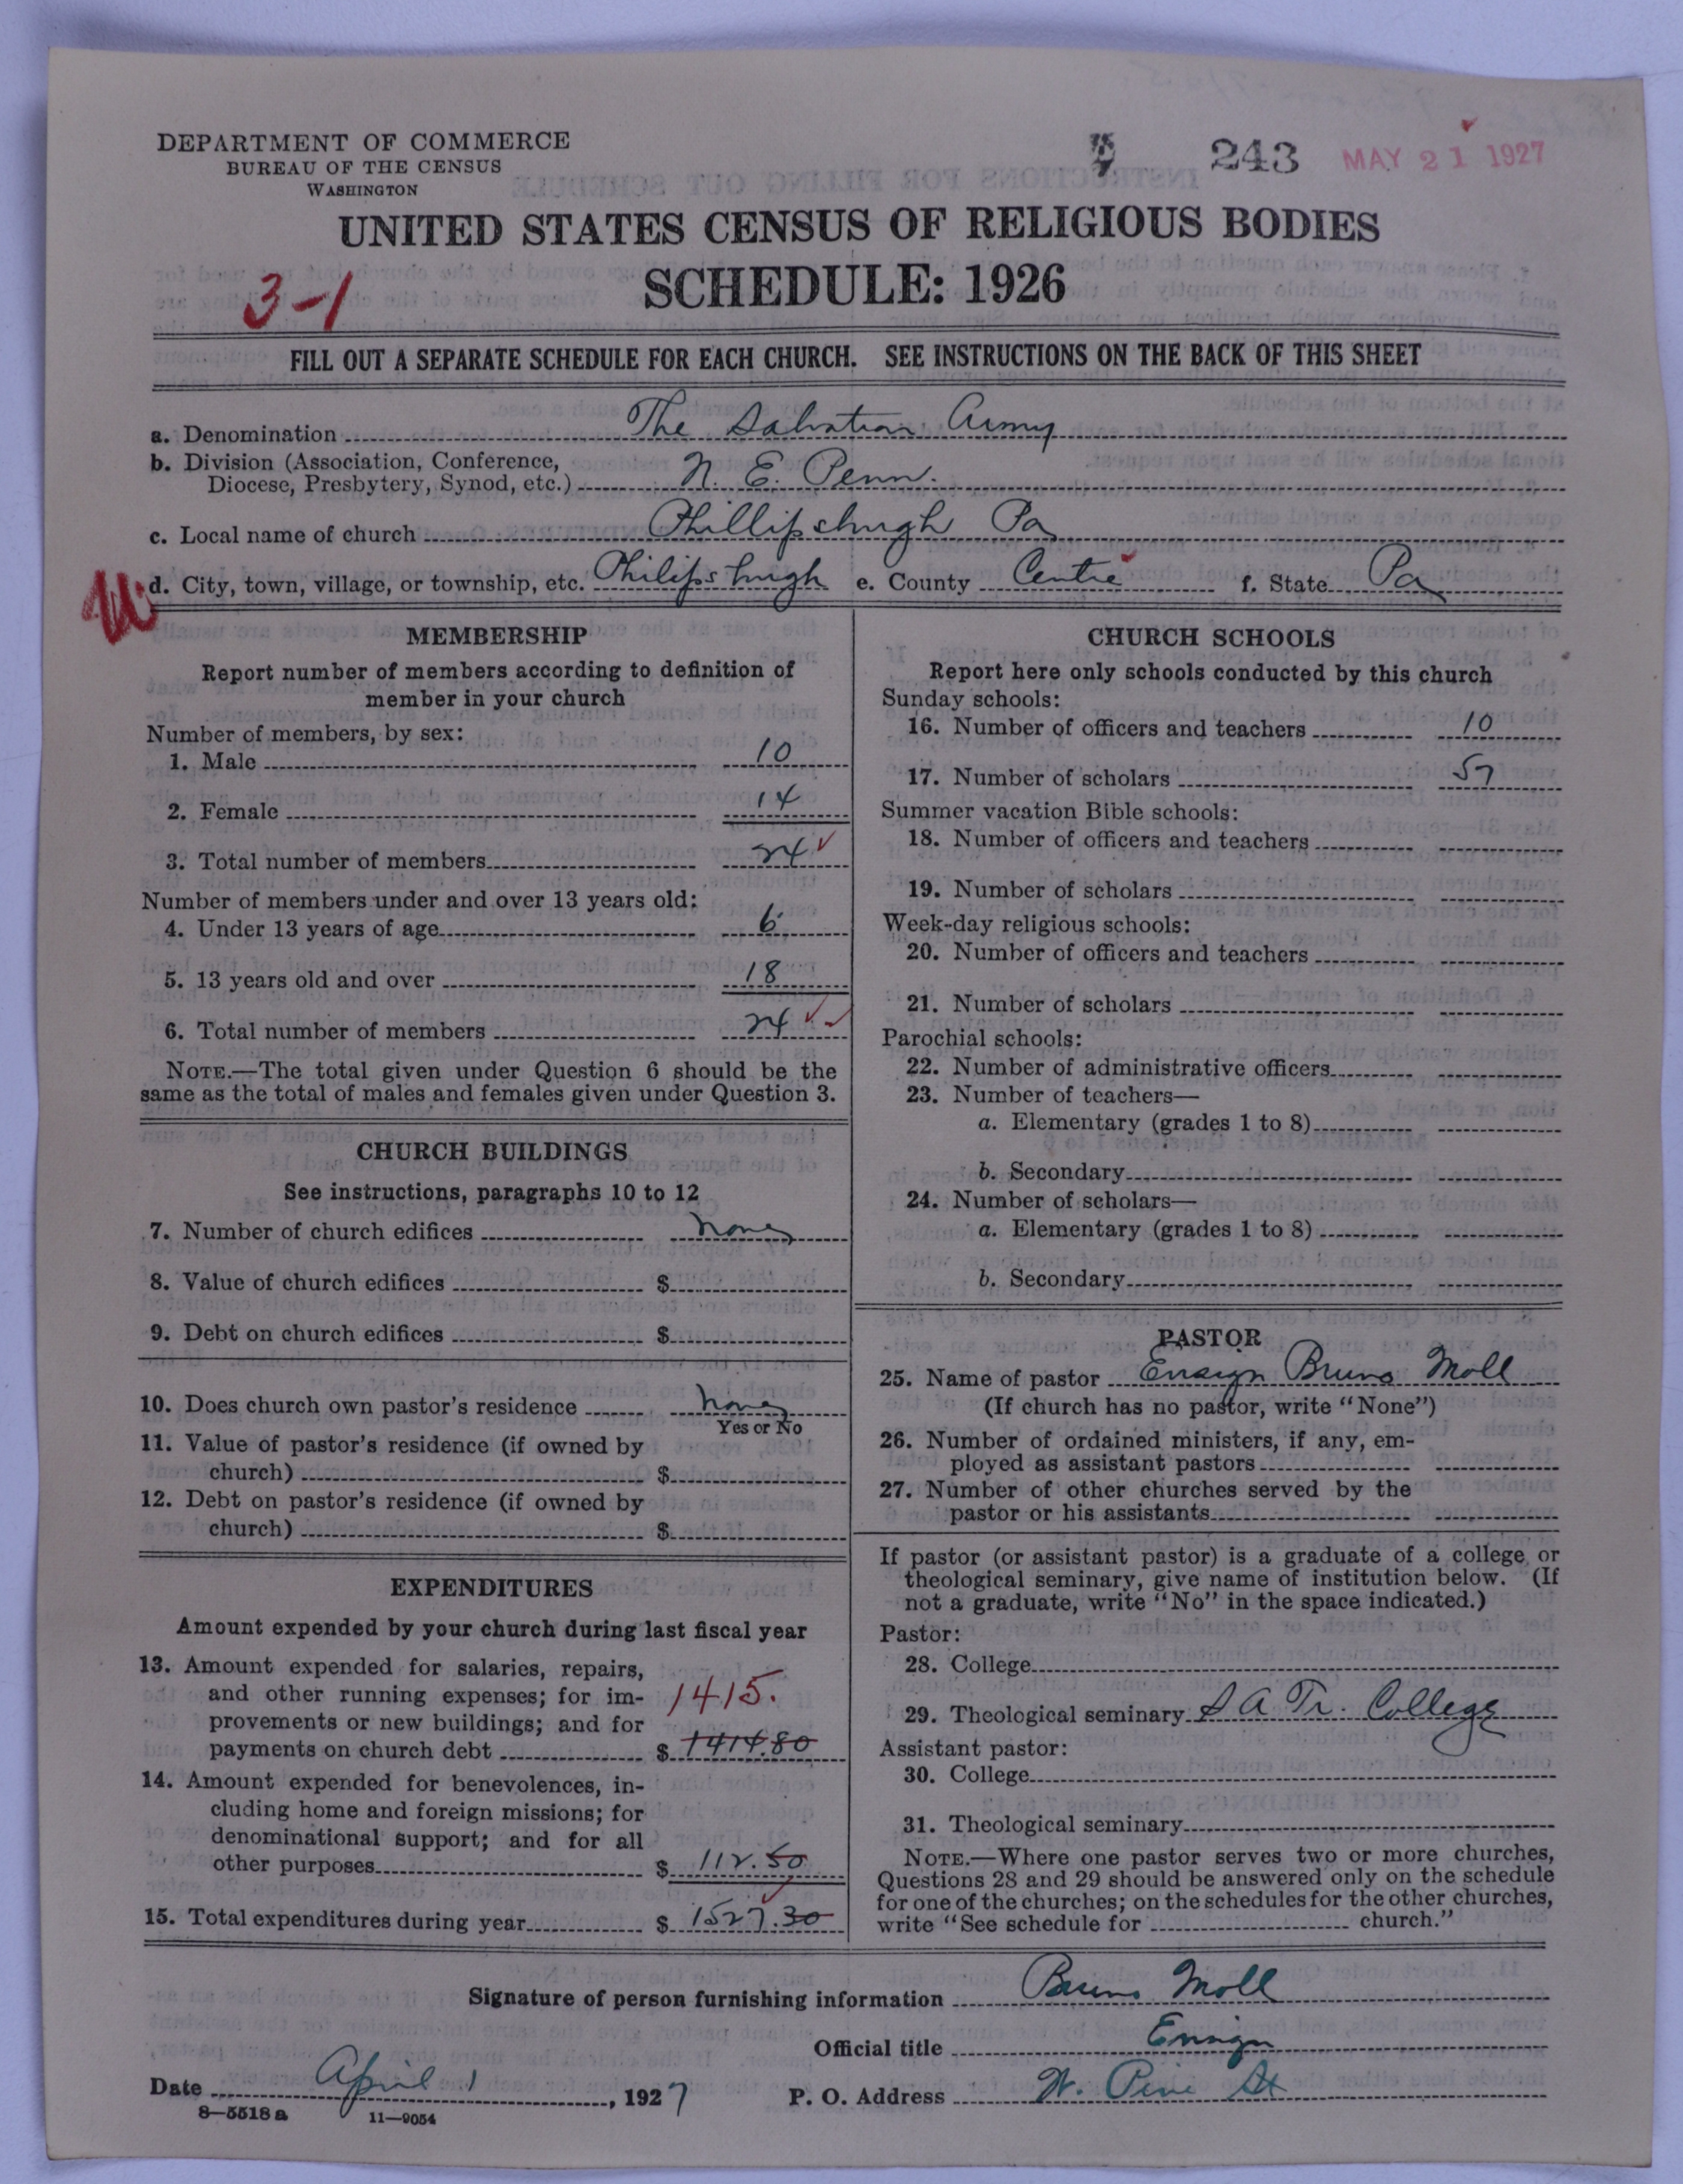 DEPARTMENT OF COMMERCE
BUREAU OF THE CENSUS
WASHINGTON
243 MAY 21 1927
UNITED STATES CENSUS OF RELIGIOUS BODIES
SCHEDULE: 1926
3-1
FILL OUT A SEPARATE SCHEDULE FOR EACH CHURCH. SEE INSTRUCTIONS ON THE BACK OF THIS SHEET
a. Denomination The Salvation Army
b. Division (Association, Conference,
Diocese, Presbytery, Synod, etc.) N. E. Penn.
c. Local name of church Phillipsburgh Pa
d. City, town, village, or township, etc. Philipsburgh e. County Centre f. State Pa
MEMBERSHIP
Report number of members according to definition of
member in your church
Number of members, by sex:
1. Male 10
2. Female 14
3. Total number of members 24
Number of members under and over 13 years old:
4. Under 13 years of age 6
5. 13 years old and over 18
6. Total number of members 24
NOTE.—The total given under Question 6 should be the
same as the total of males and females given under Question 3.
CHURCH BUILDINGS
See instructions, paragraphs 10 to 12
7. Number of church edifices None
8. Value of church edifices $
9. Debt on church edifices $
10. Does church own pastor's residence None
Yes or No
11. Value of pastor's residence (if owned by
church) $
12. Debt on pastor's residence (if owned by
church) $
EXPENDITURES
Amount expended by your church during last fiscal year
13. Amount expended for salaries, repairs,
and other running expenses; for im- 1415.
provements or new buildings; and for
payments on church debt $ 1414.80
14. Amount expended for benevolences, in-
cluding home and foreign missions; for
denominational support; and for all
other purposes $ 112.50
15. Total expenditures during year $ 1527.30
CHURCH SCHOOLS
Report here only schools conducted by this church
Sunday schools:
16. Number of officers and teachers 10
17. Number of scholars 57
Summer vacation Bible schools:
18. Number of officers and teachers
19. Number of scholars
Week-day religious schools:
20. Number of officers and teachers
21. Number of scholars
Parochial schools:
22. Number of administrative officers
23. Number of teachers—
a. Elementary (grades 1 to 8)
b. Secondary
24. Number of scholars—
a. Elementary (grades 1 to 8)
b. Secondary
PASTOR
25. Name of pastor Ensign Bruno Moll
(If church has no pastor, write "None")
26. Number of ordained ministers, if any, em-
ployed as assistant pastors
27. Number of other churches served by the
pastor or his assistants
If pastor (or assistant pastor) is a graduate of a college or
theological seminary, give name of institution below. (If
not a graduate, write "No" in the space indicated.)
Pastor:
28. College
29. Theological seminary S A Tr. College
Assistant pastor:
30. College
31. Theological seminary
NOTE.—Where one pastor serves two or more churches,
Questions 28 and 29 should be answered only on the schedule
for one of the churches; on the schedules for the other churches,
write "See schedule for church."
Signature of person furnishing information Bruno Moll
Official title Ensign
Date April 1, 1927 P. O. Address W. Pine St
8—5518a 11—9054